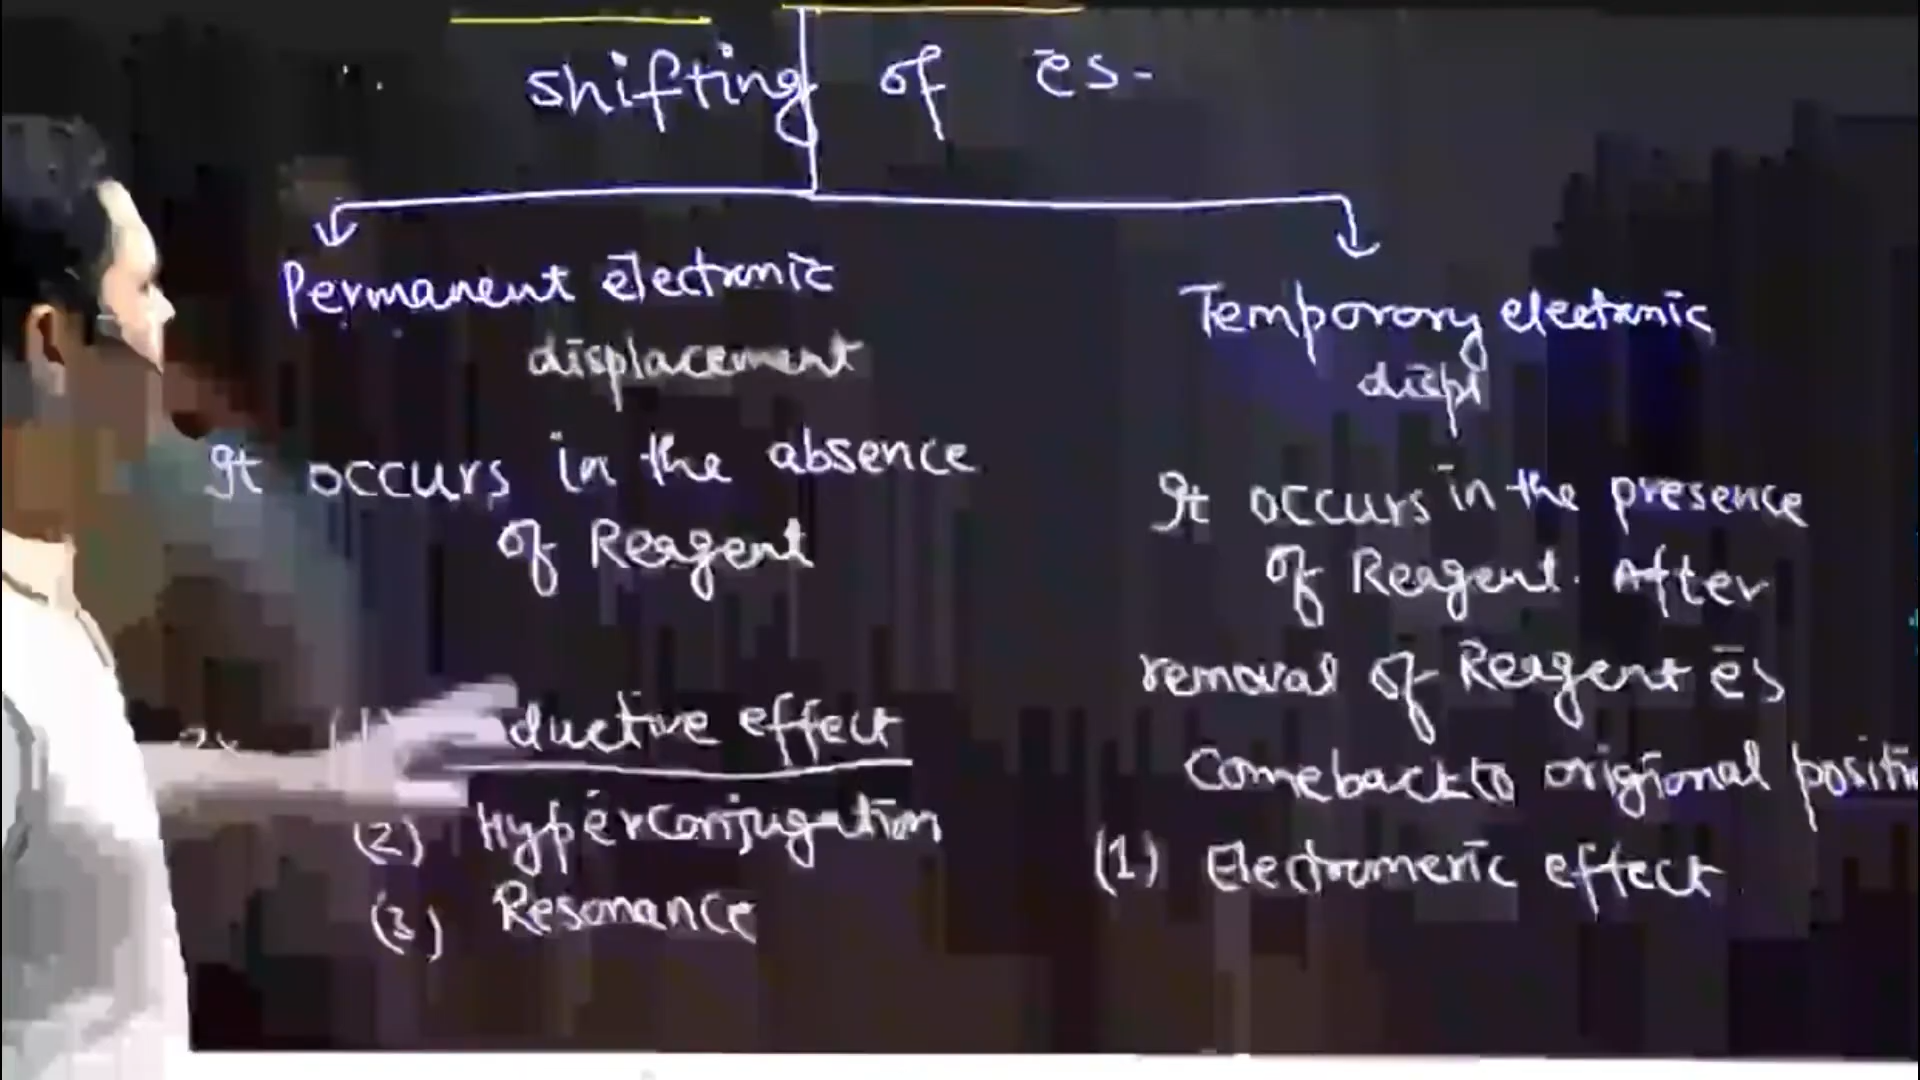 shifting of ēs-
Permanent electronic
displacement
It occurs in the absence
of Reagent
ductive effect
(2) Hyperconjugation
(3) Resonance
Temporory electronic
displ
It occurs in the presence
of Reagent. After
removal of Reagent ēs
Comeback to origional positi
(1) Electromeric effect